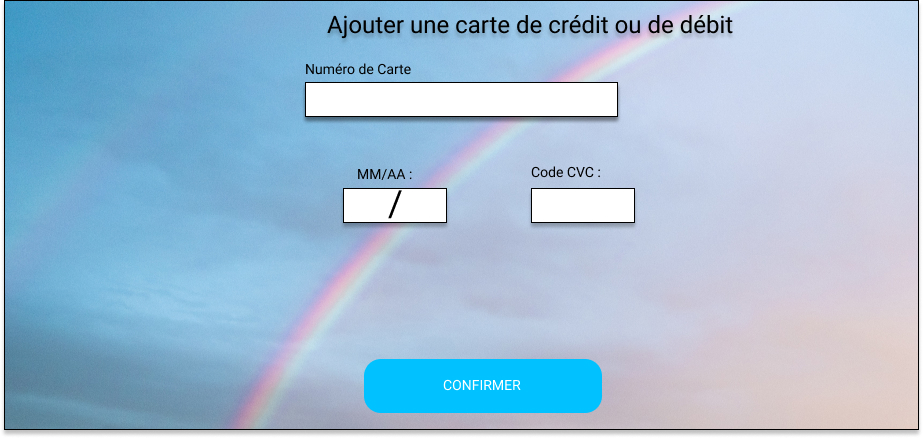 Ajouter une carte de crédit ou de débit
Numéro de Carte
MM/AA :
Code CVC :
/
CONFIRMER